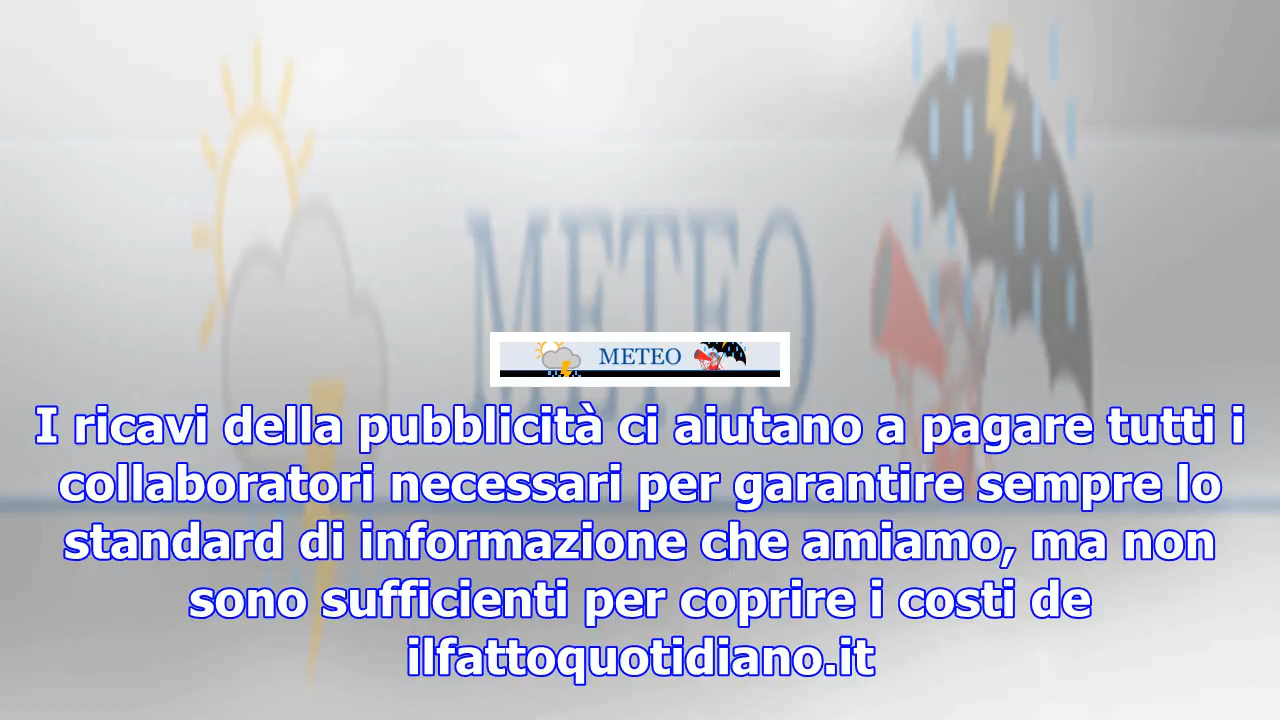 METEO
METEO
I ricavi della pubblicità ci aiutano a pagare tutti i
collaboratori necessari per garantire sempre lo
standard di informazione che amiamo, ma non
sono sufficienti per coprire i costi de
ilfattoquotidiano.it